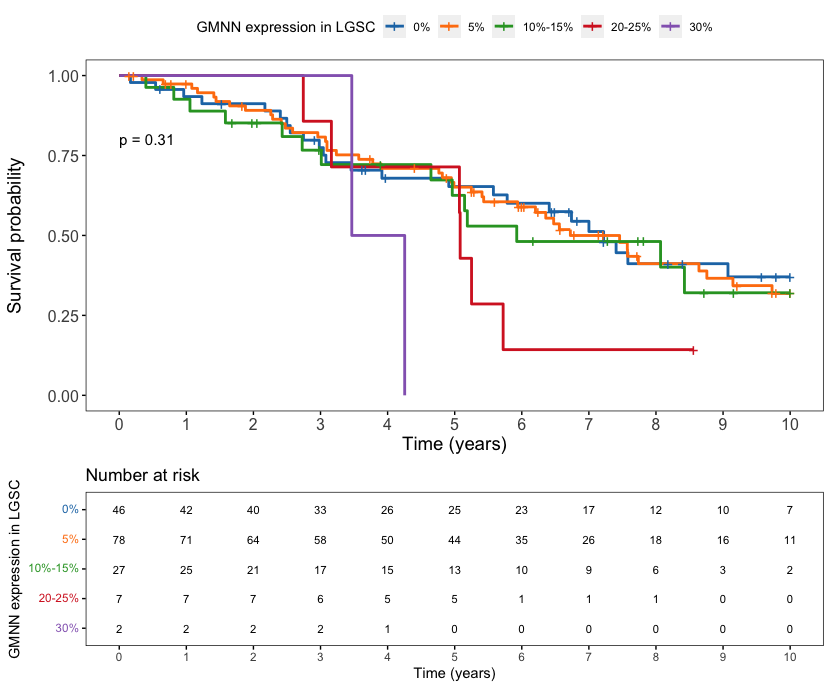 GMNN expression in LGSC 0% 5% 10%-15% 20-25% 30%
Survival probability
1.00
0.75
0.50
0.25
0.00
p = 0.31
0 1 2 3 4 5 6 7 8 9 10
Time (years)
Number at risk
GMNN expression in LGSC
0% 46 42 40 33 26 25 23 17 12 10 7
5% 78 71 64 58 50 44 35 26 18 16 11
10%-15% 27 25 21 17 15 13 10 9 6 3 2
20-25% 7 7 7 6 5 5 1 1 1 0 0
30% 2 2 2 2 1 0 0 0 0 0 0
0 1 2 3 4 5 6 7 8 9 10
Time (years)